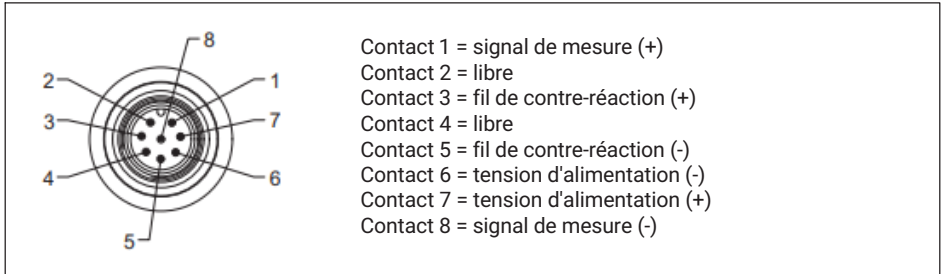 8
2
1
3
7
4
6
5
Contact 1 = signal de mesure (+)
Contact 2 = libre
Contact 3 = fil de contre-réaction (+)
Contact 4 = libre
Contact 5 = fil de contre-réaction (-)
Contact 6 = tension d'alimentation (-)
Contact 7 = tension d'alimentation (+)
Contact 8 = signal de mesure (-)